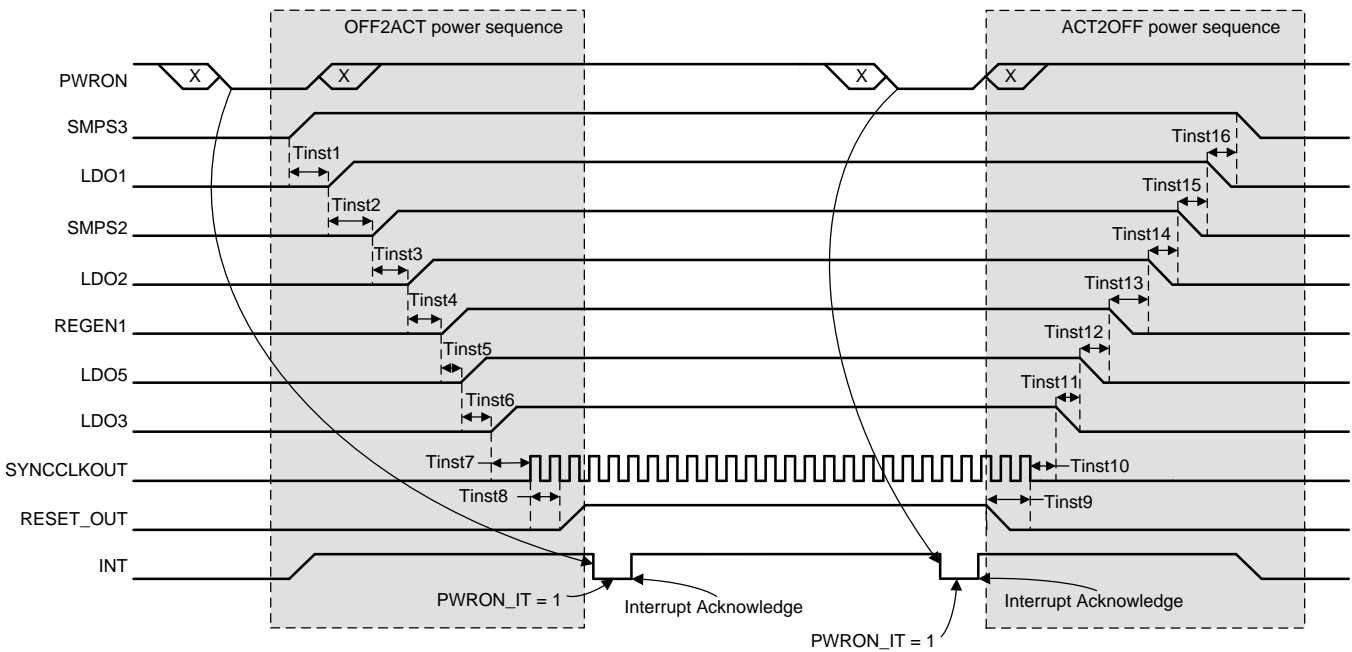 OFF2ACT power sequence
ACT2OFF power sequence
PWRON
X
X
X
X
SMPS3
Tinst1
Tinst16
LDO1
Tinst2
Tinst15
SMPS2
Tinst3
Tinst14
LDO2
Tinst4
Tinst13
REGEN1
Tinst5
Tinst12
LDO5
Tinst6
Tinst11
LDO3
Tinst7
Tinst10
SYNCCLKOUT
Tinst8
Tinst9
RESET_OUT
INT
PWRON_IT = 1
Interrupt Acknowledge
Interrupt Acknowledge
PWRON_IT = 1